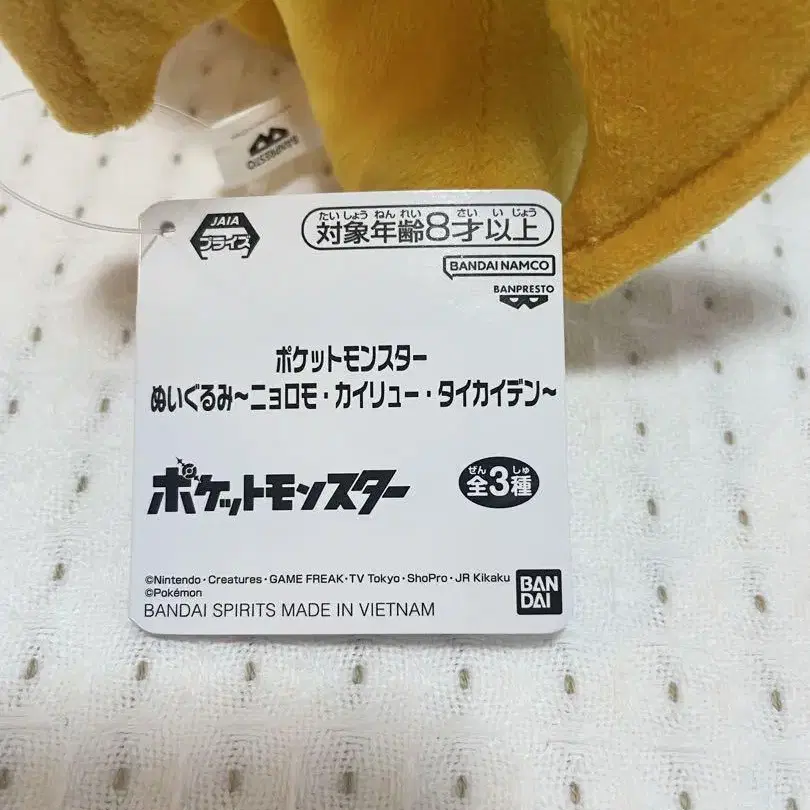 BANPRESTO
JAIA
プライズ
たいしょうねんれい さいいじょう
対象年齢8才以上
BANDAI NAMCO
BANPRESTO
ポケットモンスター
ぬいぐるみ~ニョロモ・カイリュー・タイカイデン~
ポケットモンスター
ぜん しゅ
全3種
©Nintendo・Creatures・GAME FREAK・TV Tokyo・ShoPro・JR Kikaku
©Pokémon
BANDAI SPIRITS MADE IN VIETNAM
BAN
DAI